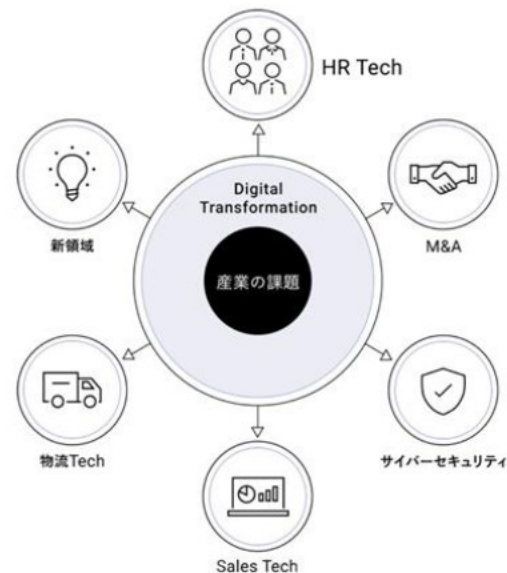 HR Tech
新領域
M&A
Digital
Transformation
産業の課題
物流Tech
サイバーセキュリティ
Sales Tech